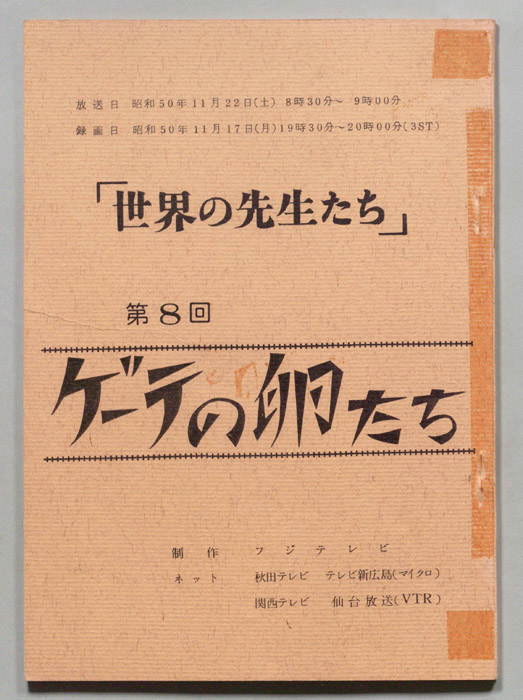 放送日 昭和50年11月22日(土) 8時30分〜 9時00分
録画日 昭和50年11月17日(月)19時30分〜20時00分(3ST)
「世界の先生たち」
第8回
ゲーテの卵たち
制作 フジテレビ
ネット 秋田テレビ テレビ新広島(マイクロ)
関西テレビ 仙台放送(VTR)